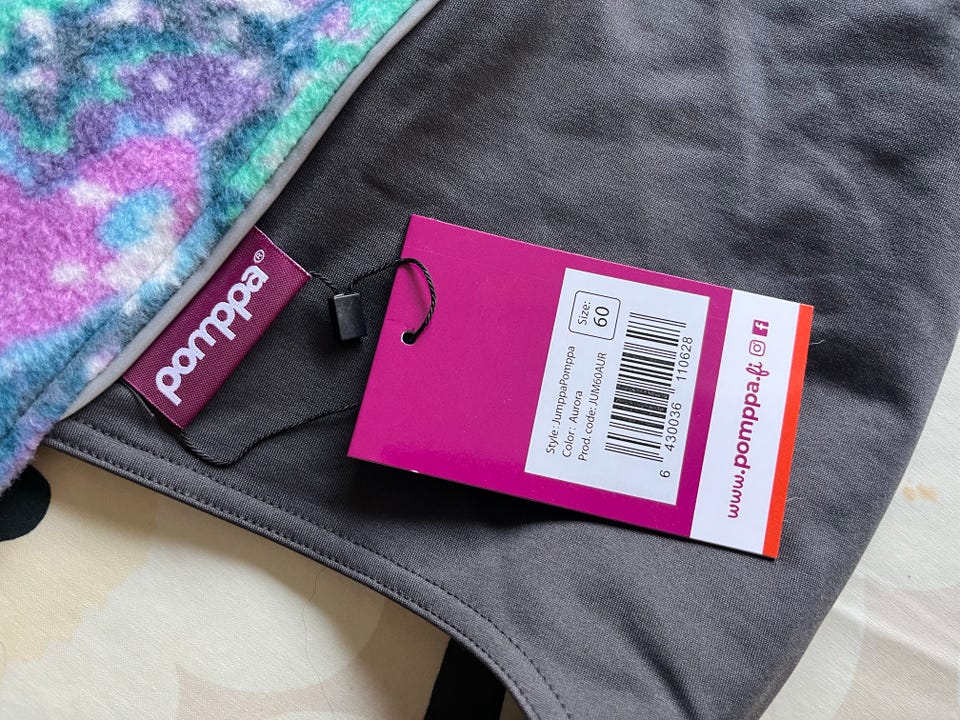 pomppa®
Size:
60
Style: JumppaPomppa
Color: Aurora
Prod. code: JUM60AUR
6 430036 110628
www.pomppa.fi